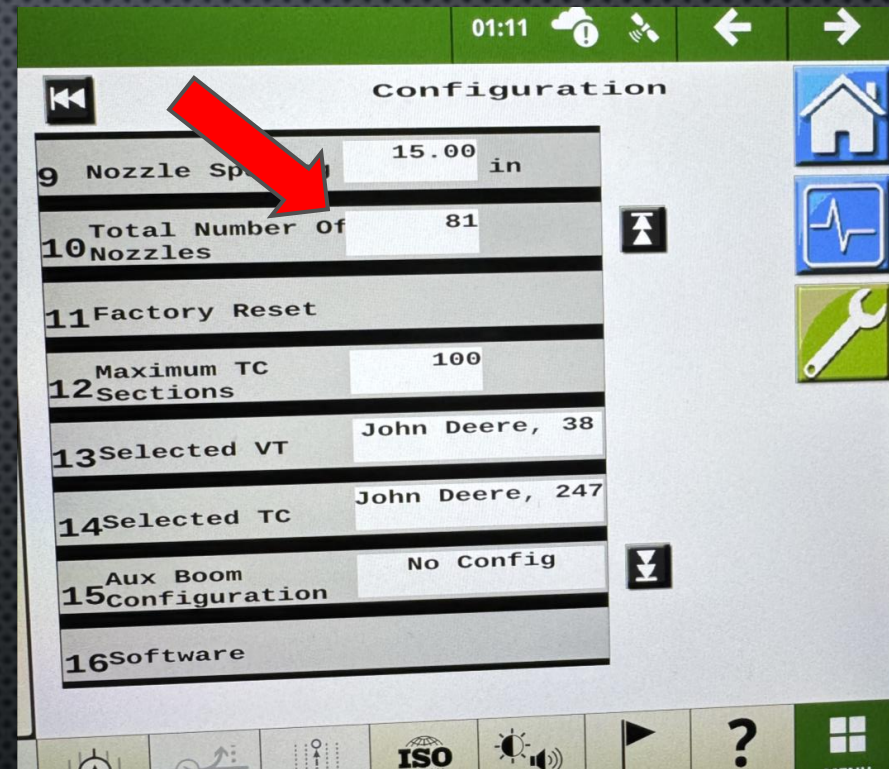 01:11
Configuration
9 Nozzle Sp
15.00 in
10 Total Number Of
Nozzles
81
11 Factory Reset
12 Maximum TC
Sections
100
13 Selected VT
John Deere, 38
14 Selected TC
John Deere, 247
15 Aux Boom
Configuration
No Config
16 Software
ISO
?